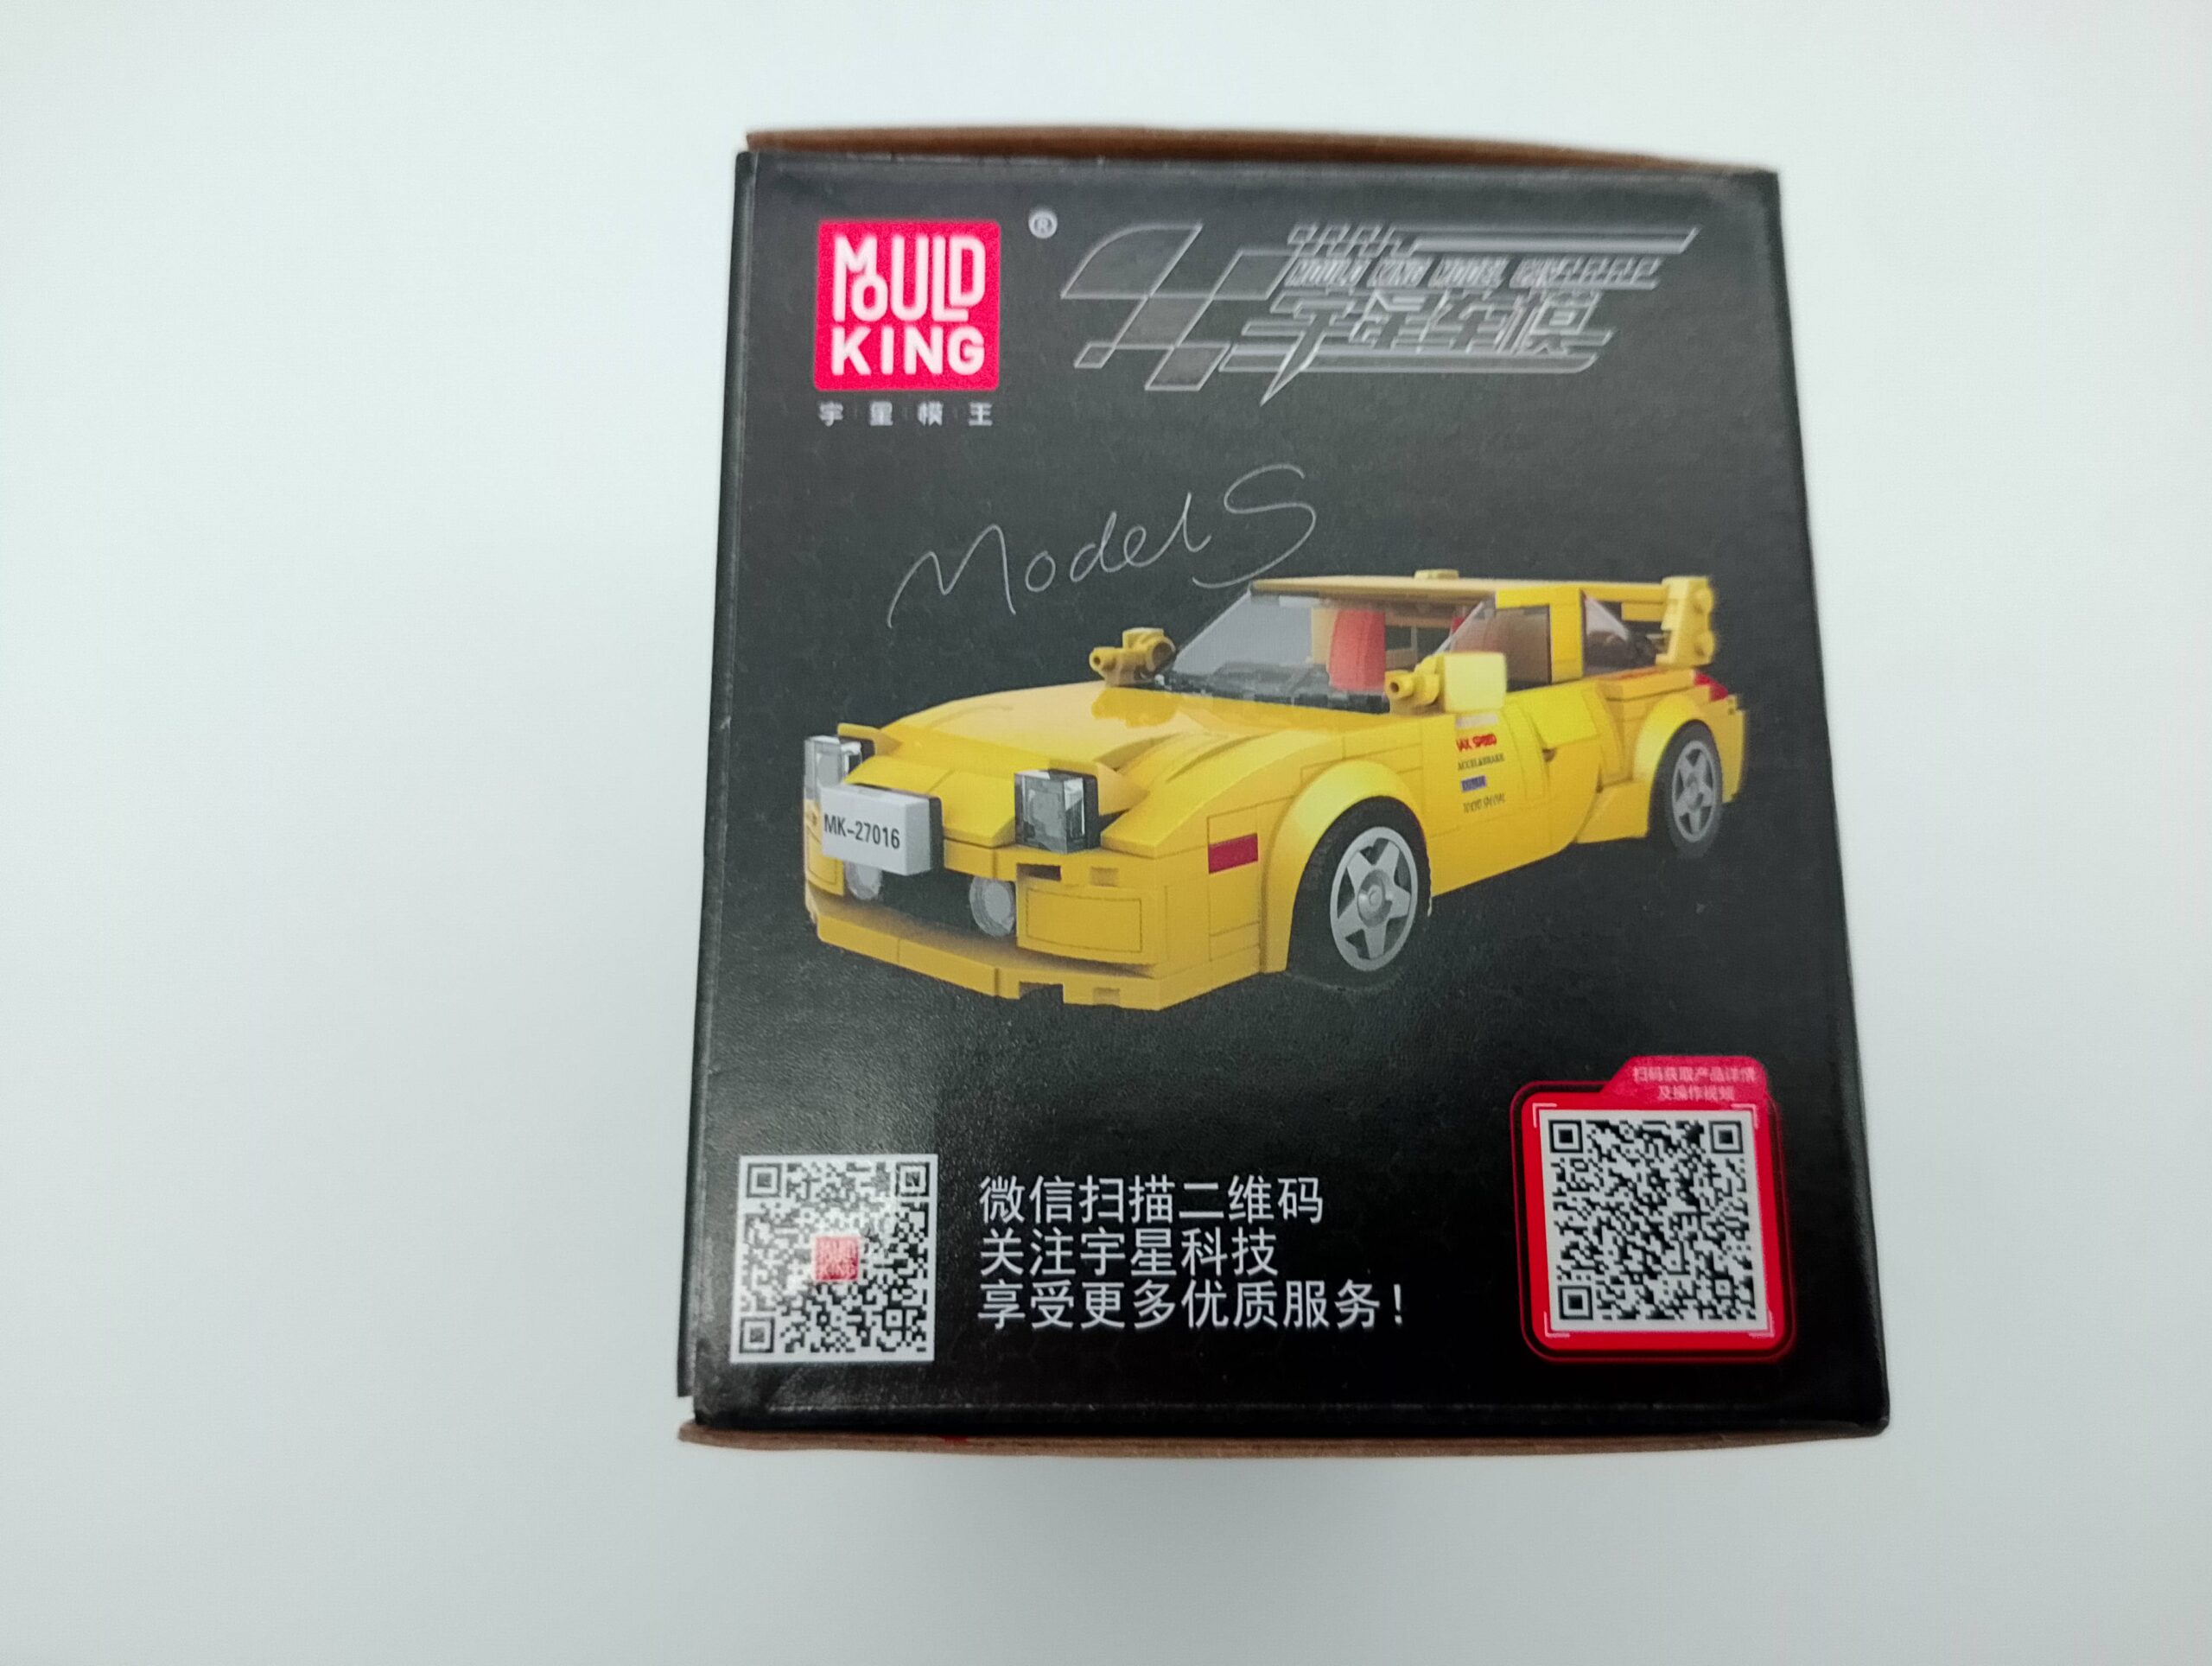 MOULD
KING
®
宇·星·模·王
宇星车模
Model S
MK-27016
扫码获取产品详情
及操作视频
微信扫描二维码
关注宇星科技
享受更多优质服务！